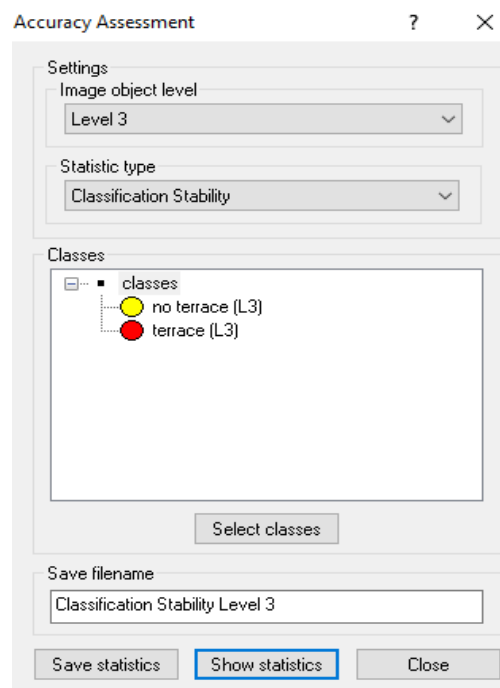 Accuracy Assessment ?
Settings
Image object level
Level 3
Statistic type
Classification Stability
Classes
classes
no terrace (L3)
terrace (L3)
Select classes
Save filename
Classification Stability Level 3
Save statistics Show statistics Close